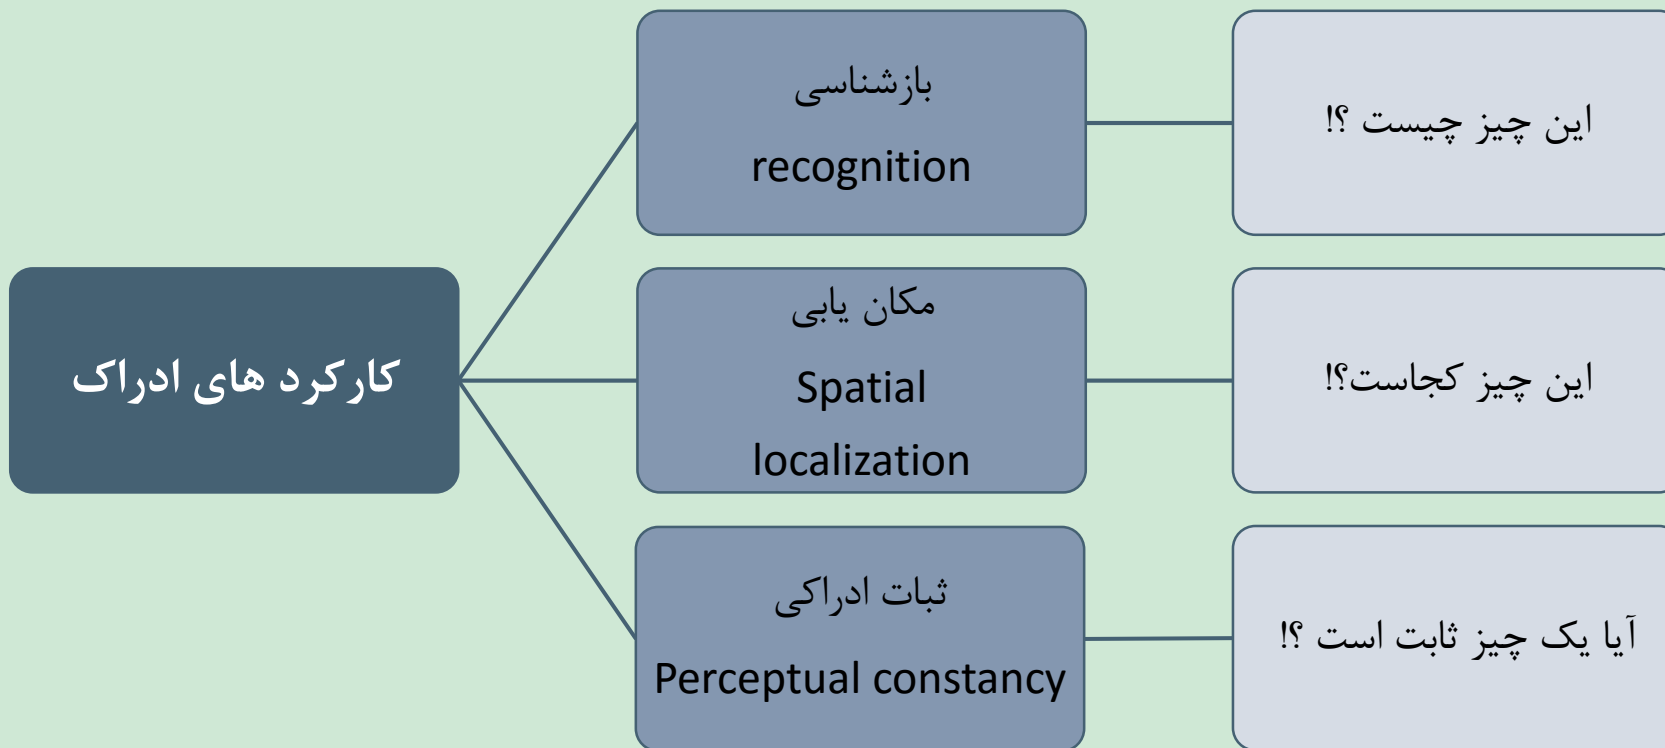 کارکرد های ادراک
بازشناسی
recognition
این چیز چیست ؟!
مکان یابی
Spatial
localization
این چیز کجاست؟!
ثبات ادراکی
Perceptual constancy
آیا یک چیز ثابت است ؟!